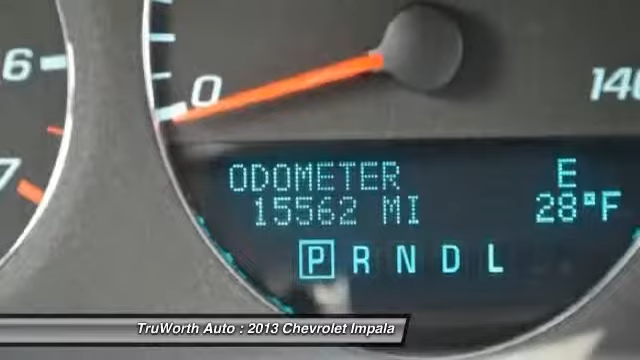 6
7
0
140
ODOMETER E
15562 MI 28°F
P R N D L
TruWorth Auto : 2013 Chevrolet Impala